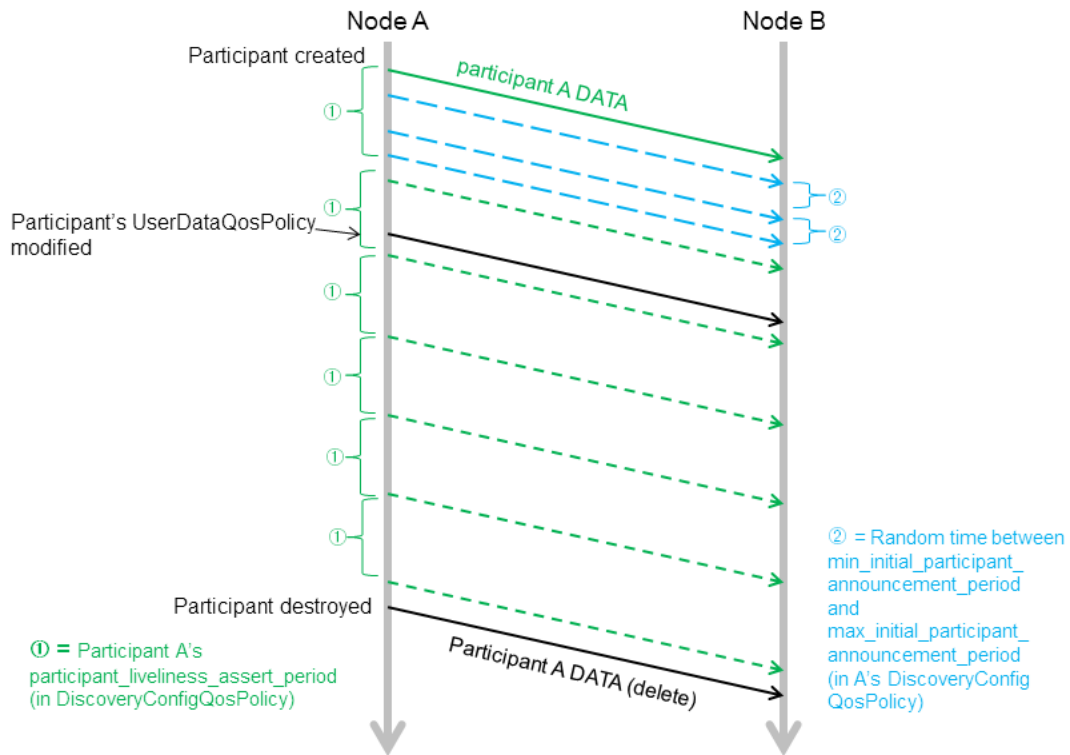 Node A
Node B
Participant created
participant A DATA
①
②
①
②
Participant's UserDataQosPolicy
modified
①
①
①
①
② = Random time between
min_initial_participant_
announcement_period
and
max_initial_participant_
announcement_period
(in A's DiscoveryConfig
QosPolicy)
Participant destroyed
Participant A DATA (delete)
① = Participant A's
participant_liveliness_assert_period
(in DiscoveryConfigQosPolicy)